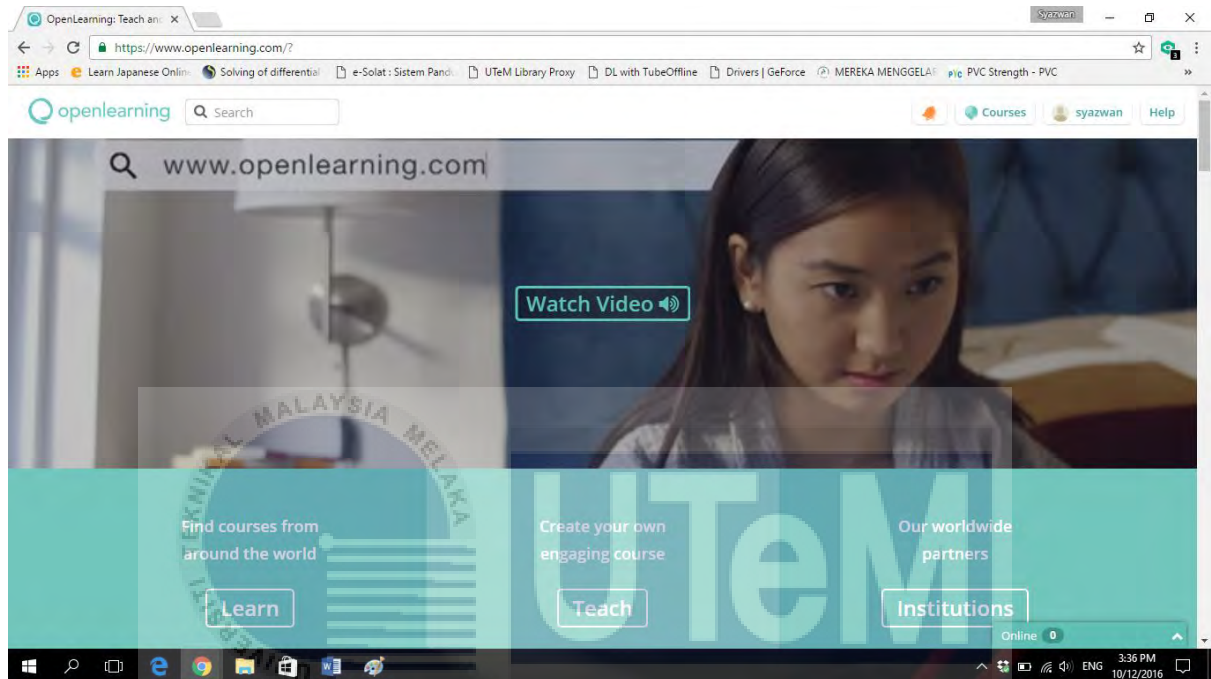 OpenLearning: Teach an
Syazwan
https://www.openlearning.com/?
Apps
Learn Japanese Onlin
Solving of differential
e-Solat : Sistem Pand
UTeM Library Proxy
DL with TubeOffline
Drivers | GeForce
MEREKA MENGGELA
PVC Strength - PVC
openlearning
Search
Courses
syazwan
Help
www.openlearning.com
Watch Video
UNIVERSITI TEKNIKAL MALAYSIA MELAKA
UTeM
Find courses from
around the world
Learn
Create your own
engaging course
Teach
Our worldwide
partners
Institutions
Online 0
ENG
3:36 PM
10/12/2016